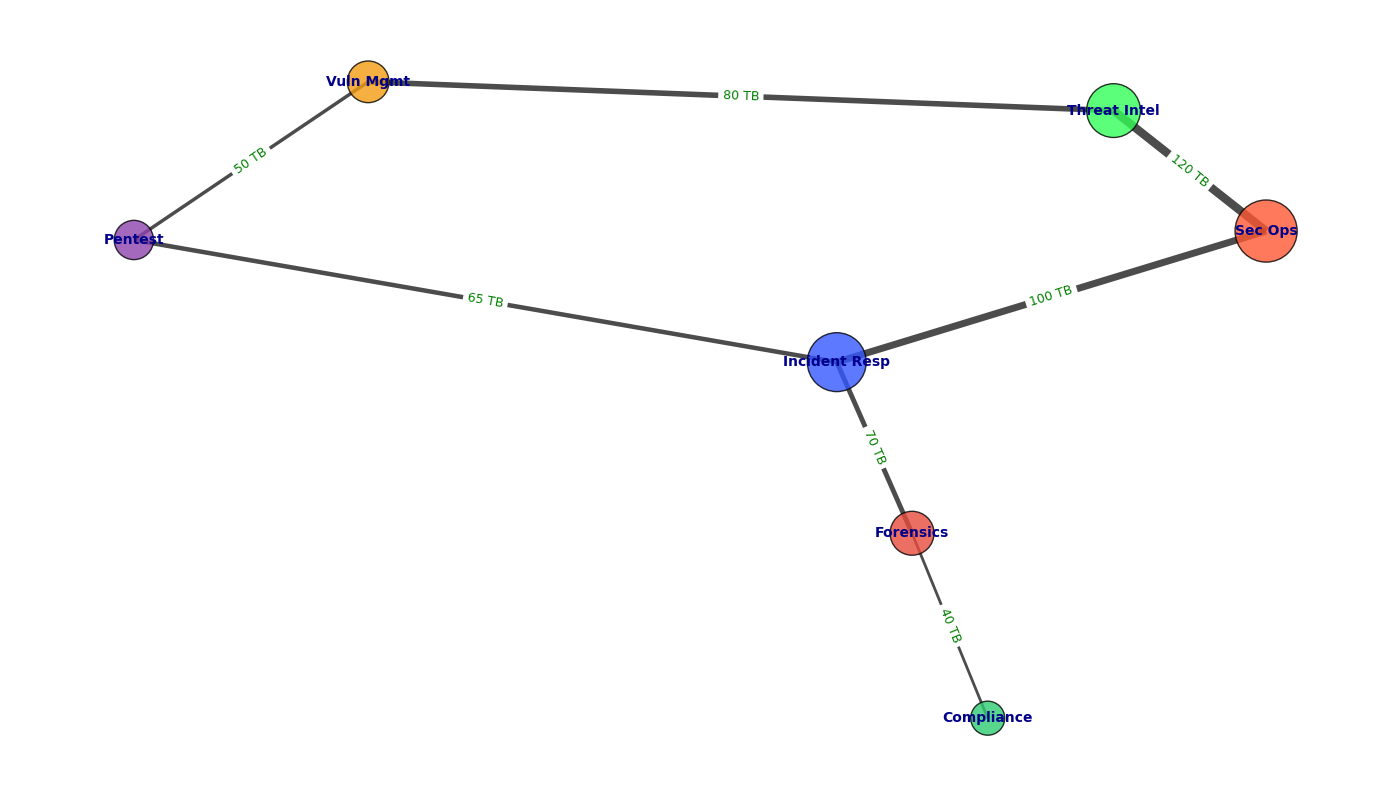 Vuln Mgmt
80 TB
Threat Intel
50 TB
120 TB
Pentest
Sec Ops
65 TB
100 TB
Incident Resp
70 TB
Forensics
40 TB
Compliance